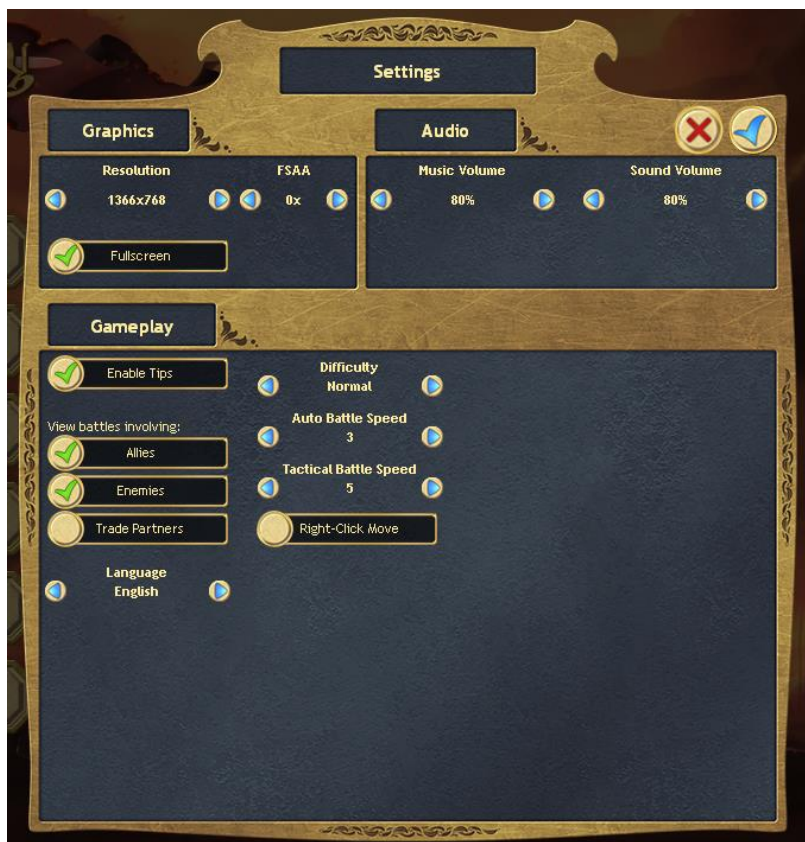 Settings
Graphics
Audio
Resolution
FSAA
1366x768
0x
Fullscreen
Music Volume
Sound Volume
80%
80%
Gameplay
Enable Tips
View battles involving:
Allies
Enemies
Trade Partners
Language
English
Difficulty
Normal
Auto Battle Speed
3
Tactical Battle Speed
5
Right-Click Move